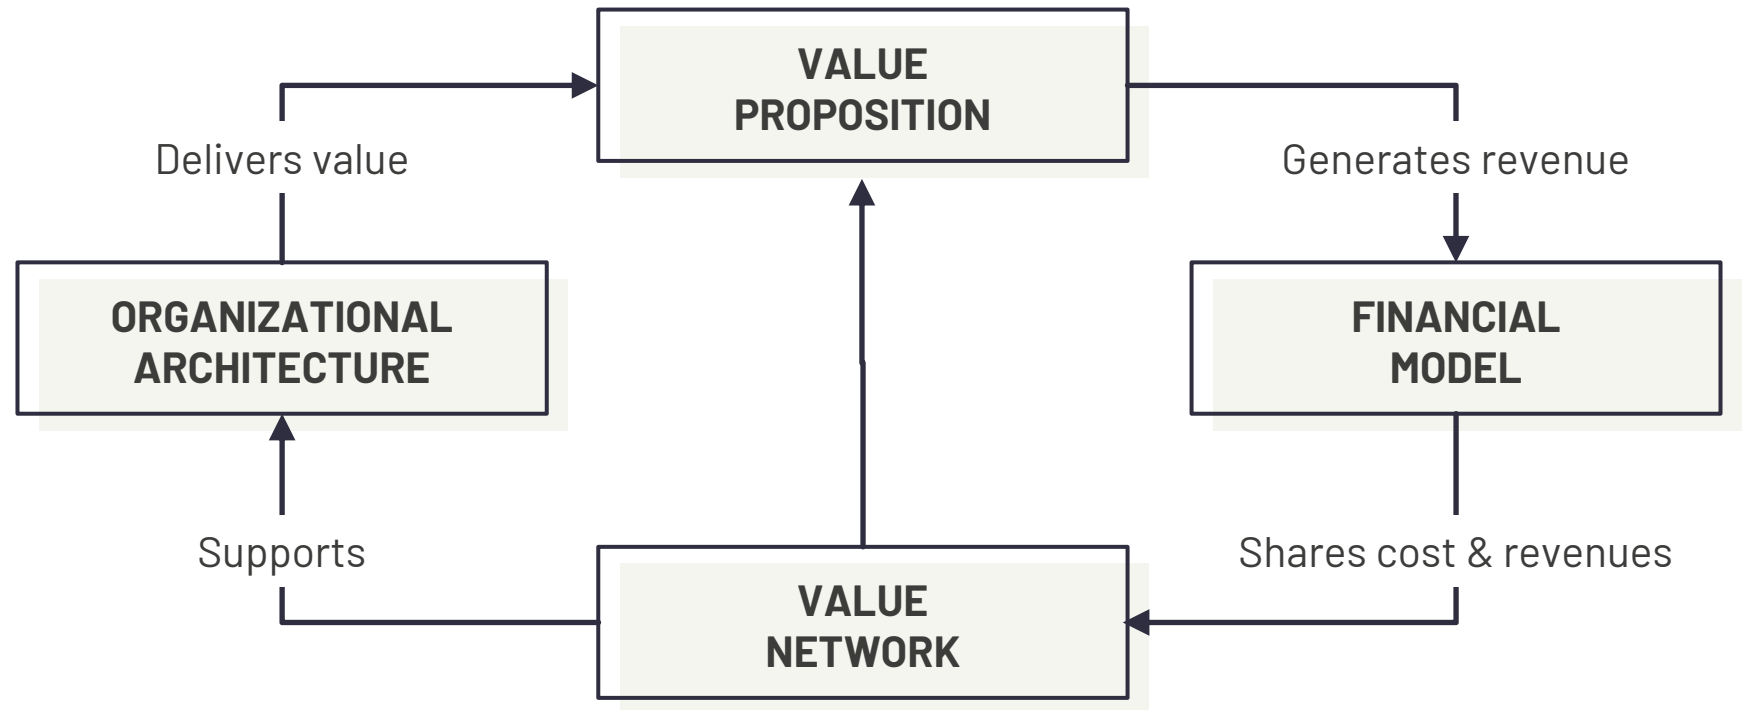 VALUE
PROPOSITION
Delivers value
Generates revenue
ORGANIZATIONAL
ARCHITECTURE
FINANCIAL
MODEL
Supports
Shares cost & revenues
VALUE
NETWORK